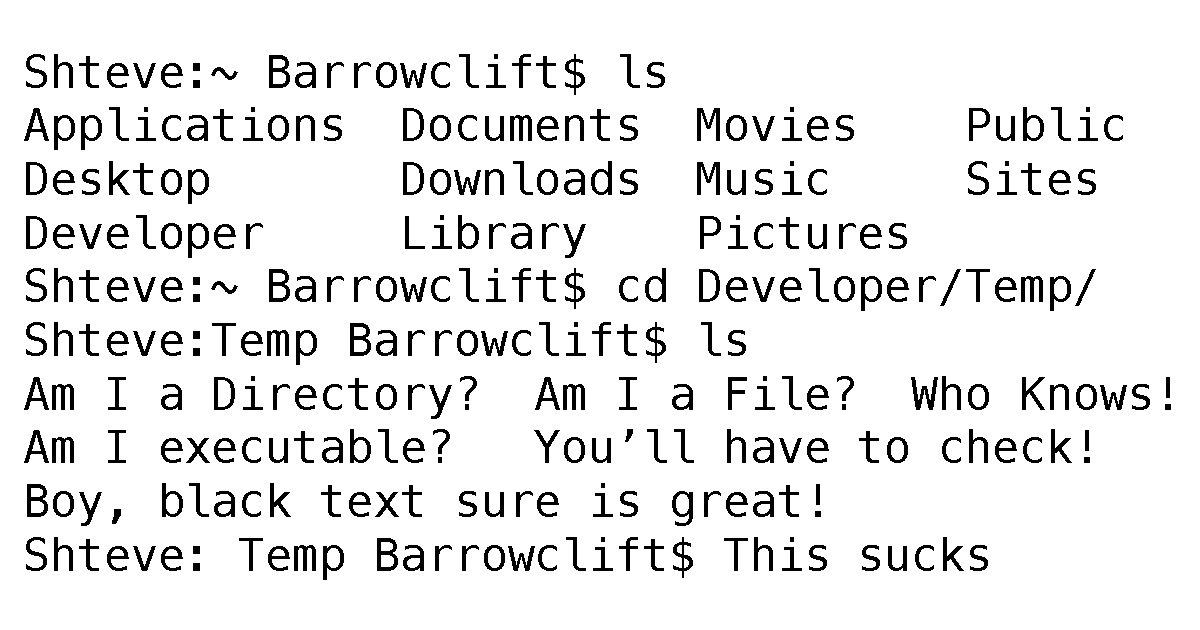 Shteve:~ Barrowclift$ ls
Applications  Documents  Movies    Public
Desktop       Downloads  Music     Sites
Developer     Library    Pictures
Shteve:~ Barrowclift$ cd Developer/Temp/
Shteve:Temp Barrowclift$ ls
Am I a Directory?  Am I a File?  Who Knows!
Am I executable?   You’ll have to check!
Boy, black text sure is great!
Shteve: Temp Barrowclift$ This sucks